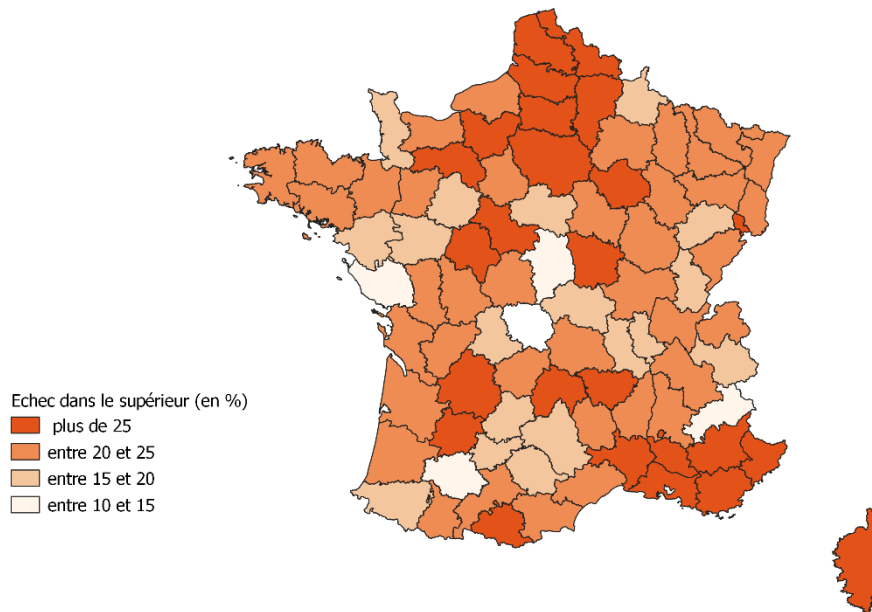 Echec dans le supérieur (en %)
plus de 25
entre 20 et 25
entre 15 et 20
entre 10 et 15